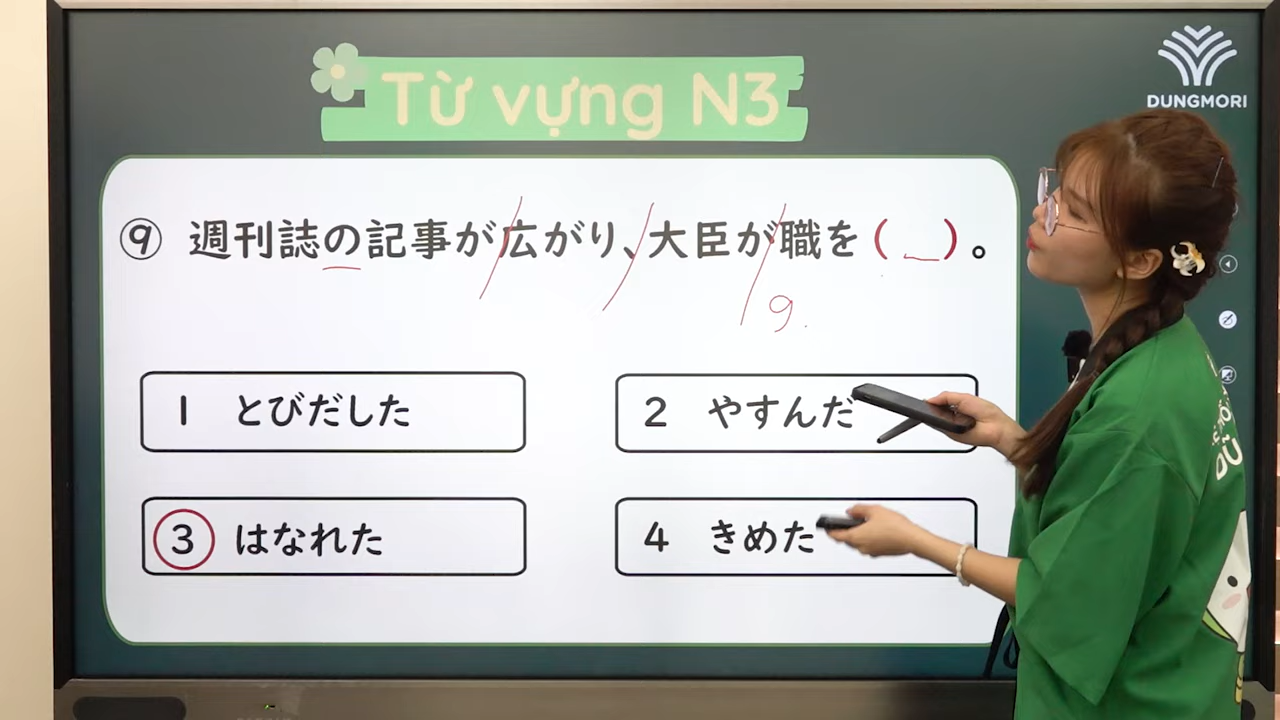 Từ vựng N3
DUNGMORI
⑨ 週刊誌の記事が広がり、大臣が職を(_)。
g.
1 とびだした
2 やすんだ
3 はなれた
4 きめた